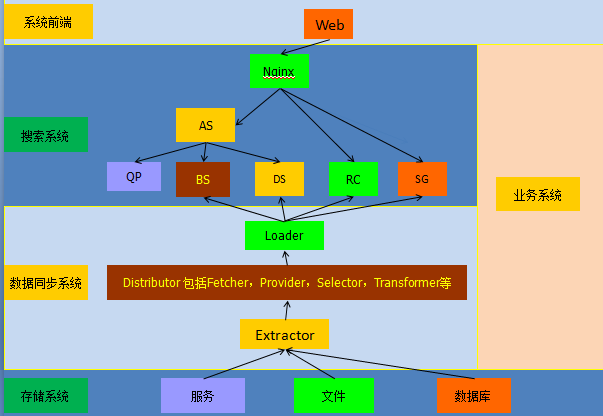 系统前端
Web
Nginx
AS
搜索系统
QP
BS
DS
RC
SG
业务系统
Loader
数据同步系统
Distributor 包括Fetcher，Provider，Selector，Transformer等
Extractor
存储系统
服务
文件
数据库